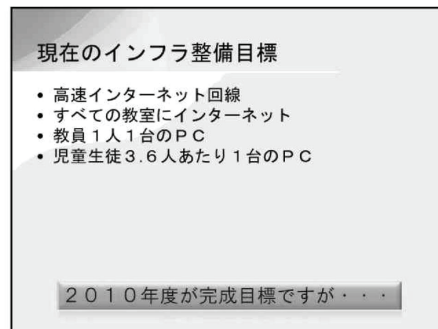 現在のインフラ整備目標
• 高速インターネット回線
• すべての教室にインターネット
• 教員１人１台のＰＣ
• 児童生徒３.６人あたり１台のＰＣ
２０１０年度が完成目標ですが・・・